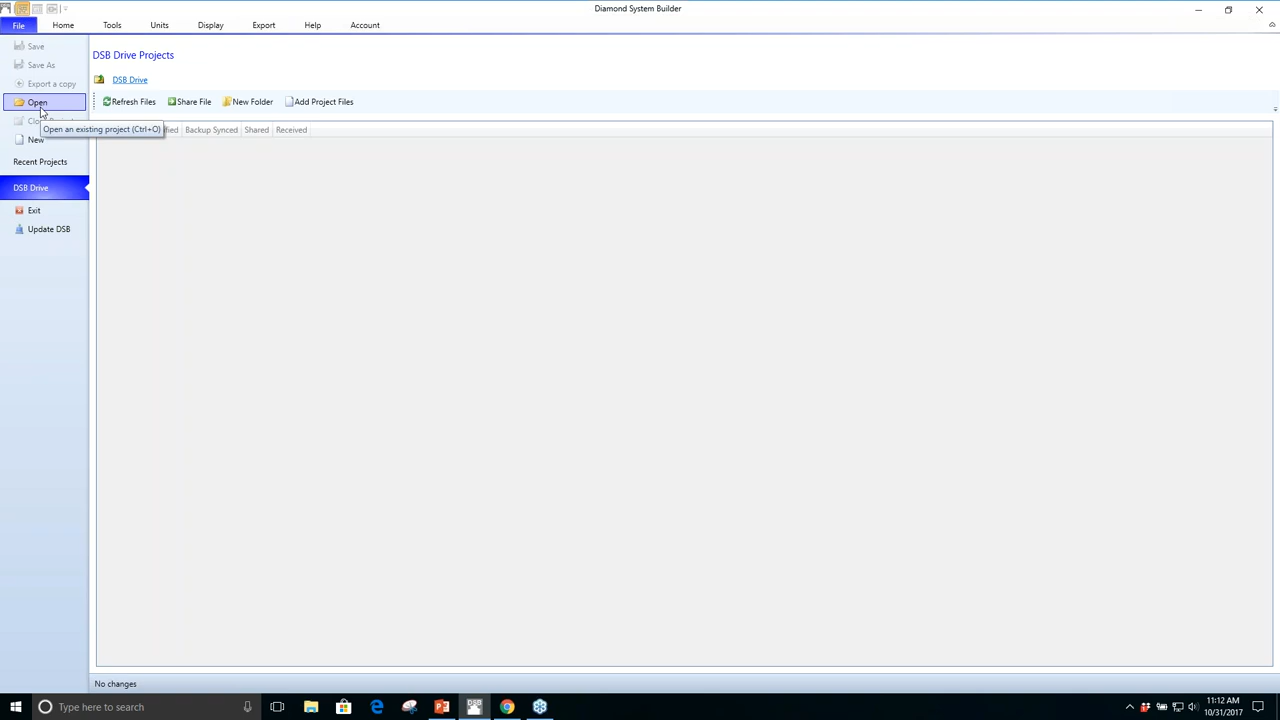 Diamond System Builder
File Home Tools Units Display Export Help Account
Save
Save As
Export a copy
Open
Open an existing project (Ctrl+O)
New
Recent Projects
DSB Drive
Exit
Update DSB
DSB Drive Projects
DSB Drive
Refresh Files Share File New Folder Add Project Files
Backup Synced Shared Received
No changes
Type here to search
DSB
11:12 AM
10/31/2017